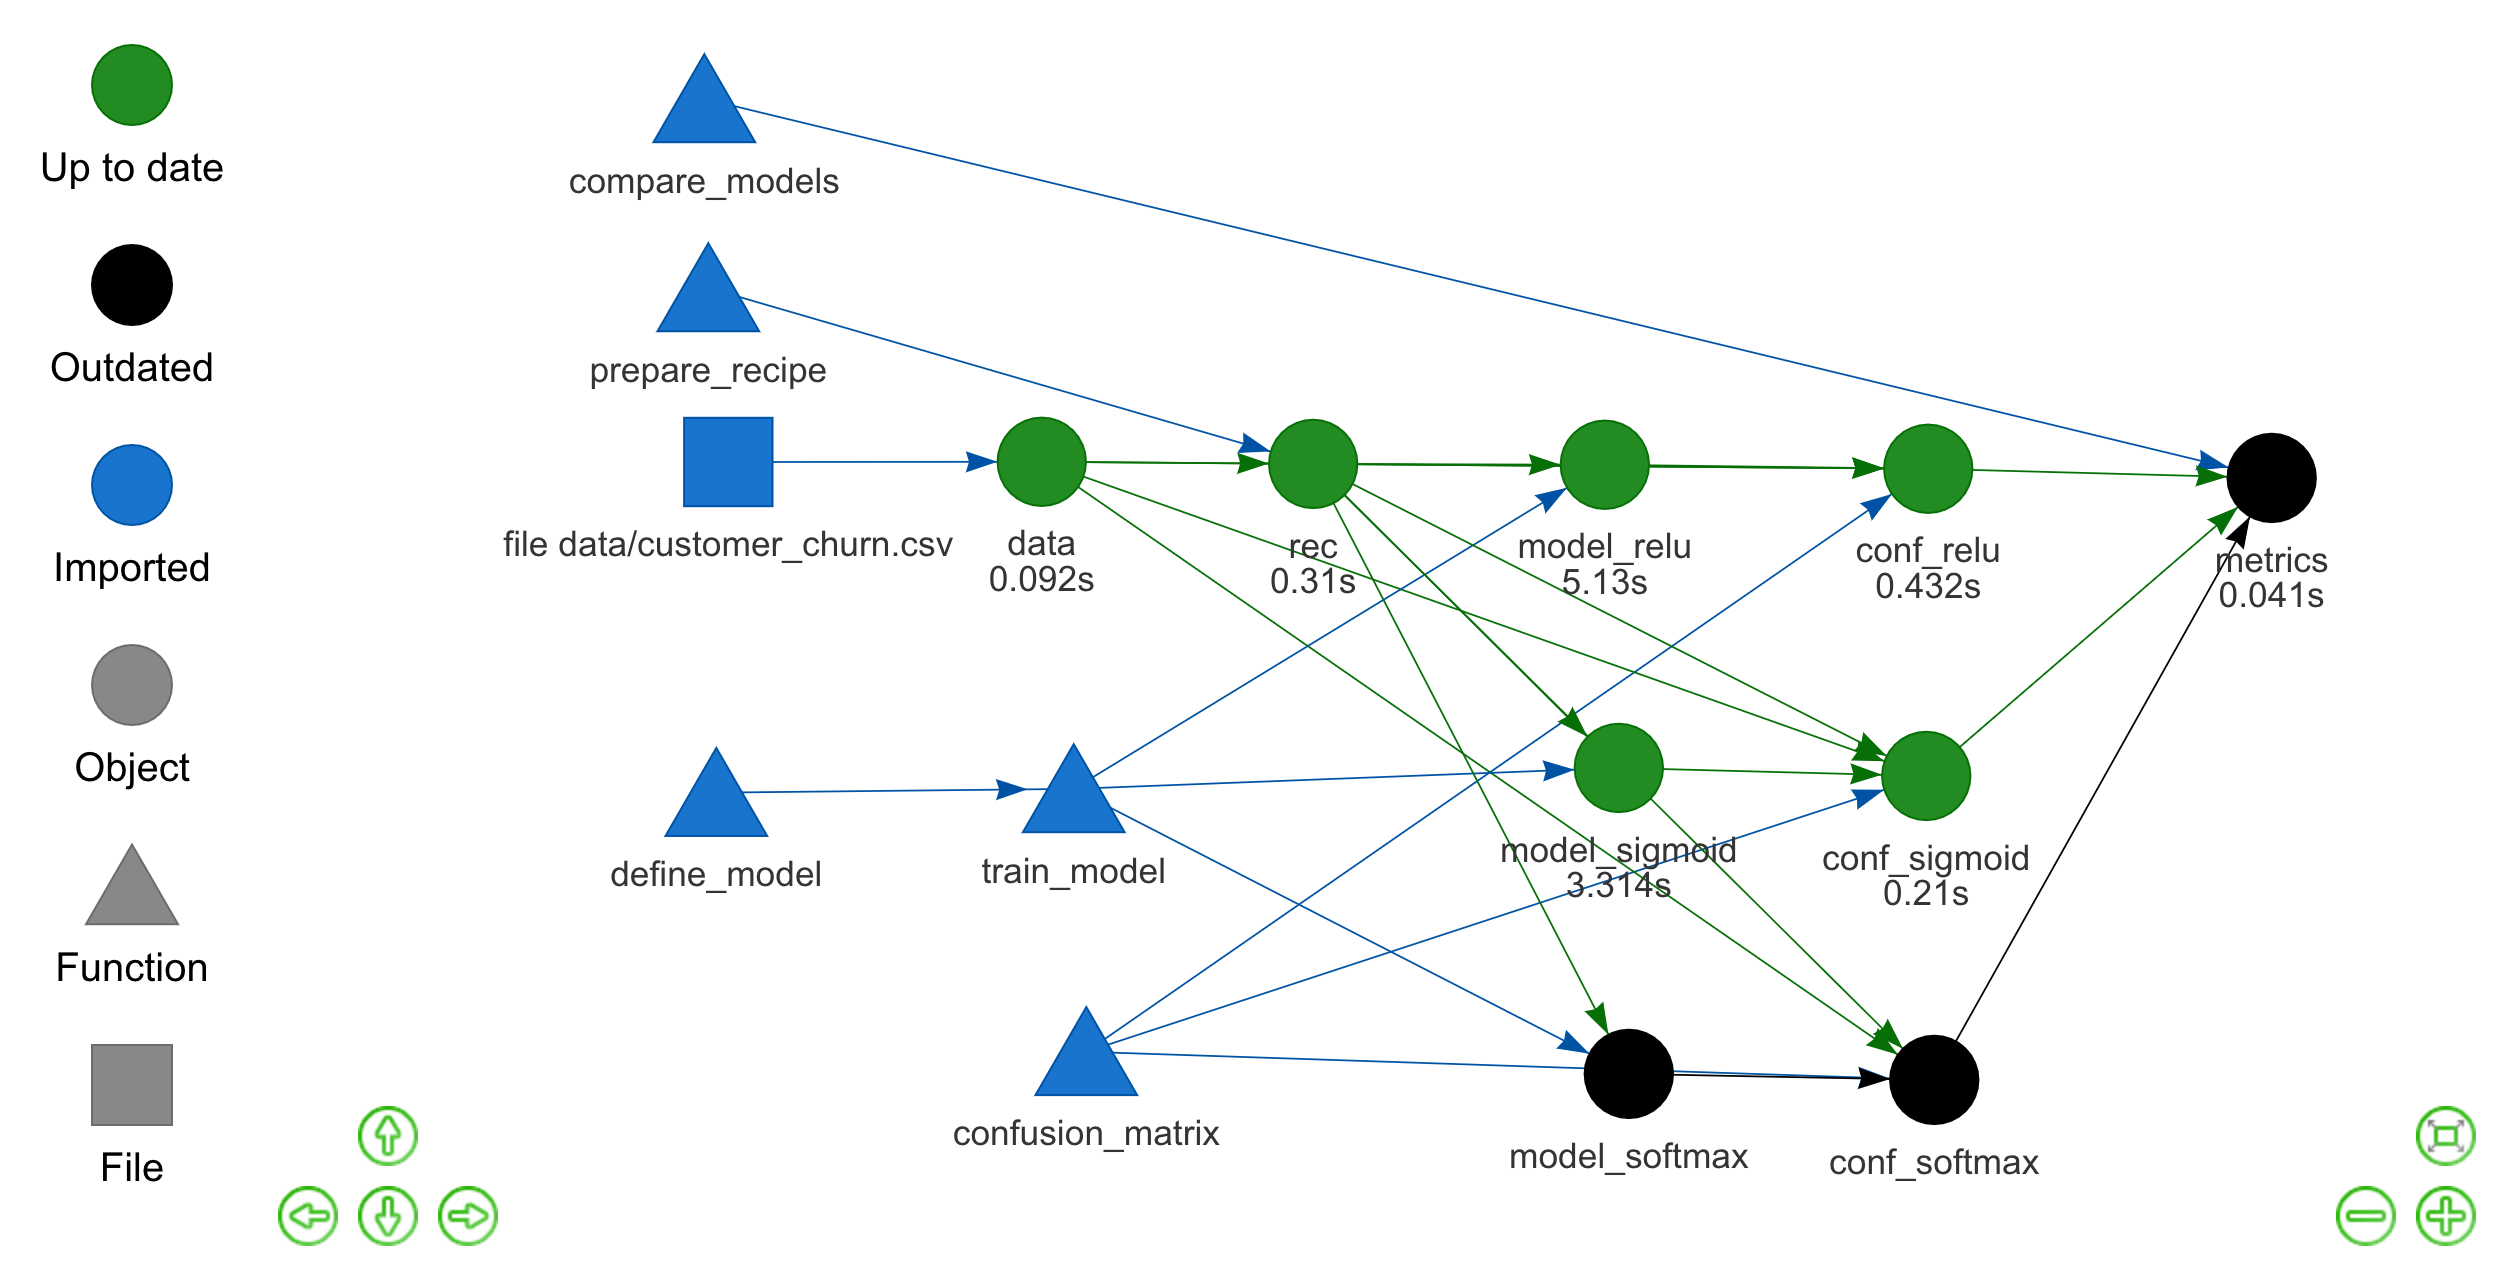 Up to date
Outdated
Imported
Object
Function
File
compare_models
prepare_recipe
file data/customer_churn.csv
data
0.092s
rec
0.31s
model_relu
5.13s
conf_relu
0.432s
metrics
0.041s
define_model
train_model
model_sigmoid
3.314s
conf_sigmoid
0.21s
confusion_matrix
model_softmax
conf_softmax